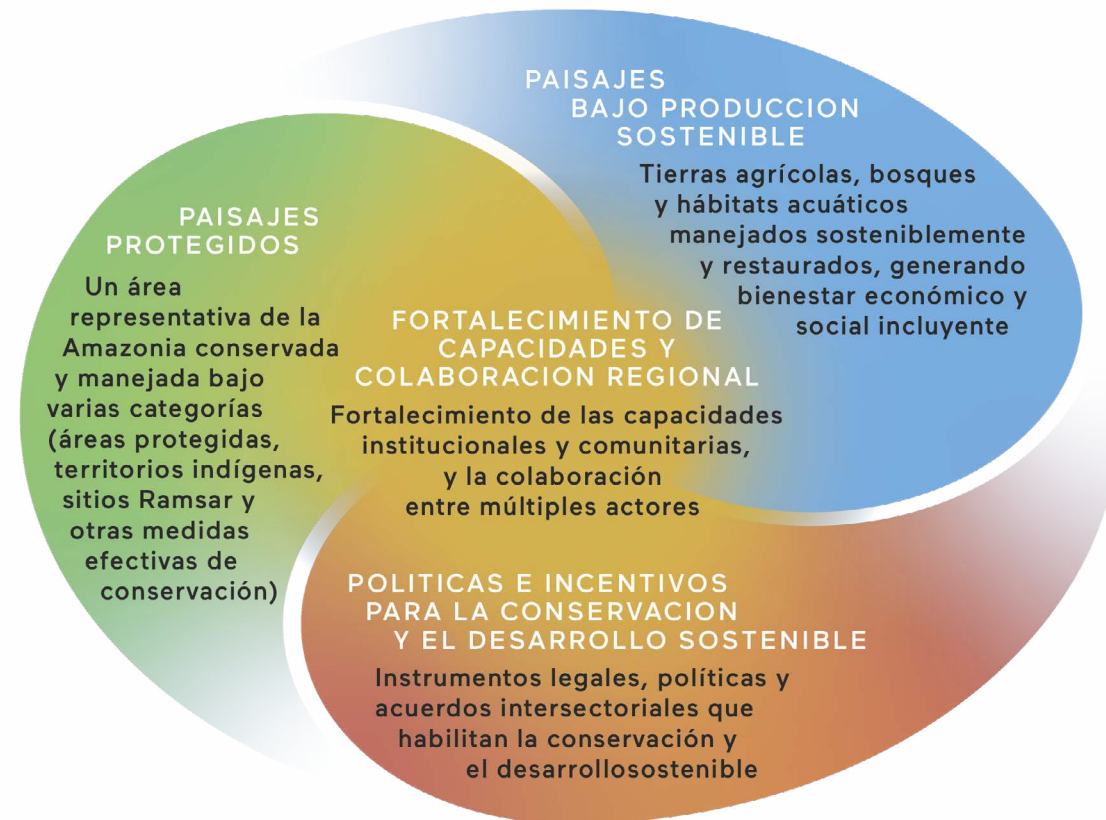 PAISAJES
BAJO PRODUCCION
SOSTENIBLE
Tierras agrícolas, bosques
y hábitats acuáticos
manejados sosteniblemente
y restaurados, generando
bienestar económico y
social incluyente
PAISAJES
PROTEGIDOS
Un área
representativa de la
Amazonia conservada
y manejada bajo
varias categorías
(áreas protegidas,
territorios indígenas,
sitios Ramsar y
otras medidas
efectivas de
conservación)
FORTALECIMIENTO DE
CAPACIDADES Y
COLABORACION REGIONAL
Fortalecimiento de las capacidades
institucionales y comunitarias,
y la colaboración
entre múltiples actores
POLITICAS E INCENTIVOS
PARA LA CONSERVACION
Y EL DESARROLLO SOSTENIBLE
Instrumentos legales, políticas y
acuerdos intersectoriales que
habilitan la conservación y
el desarrollosostenible